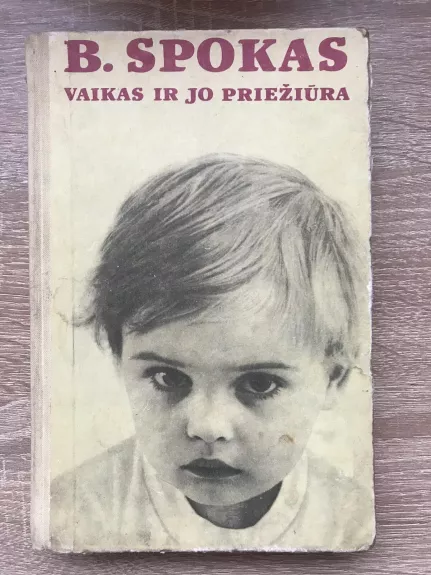 B. SPOKAS
VAIKAS IR JO PRIEŽIŪRA